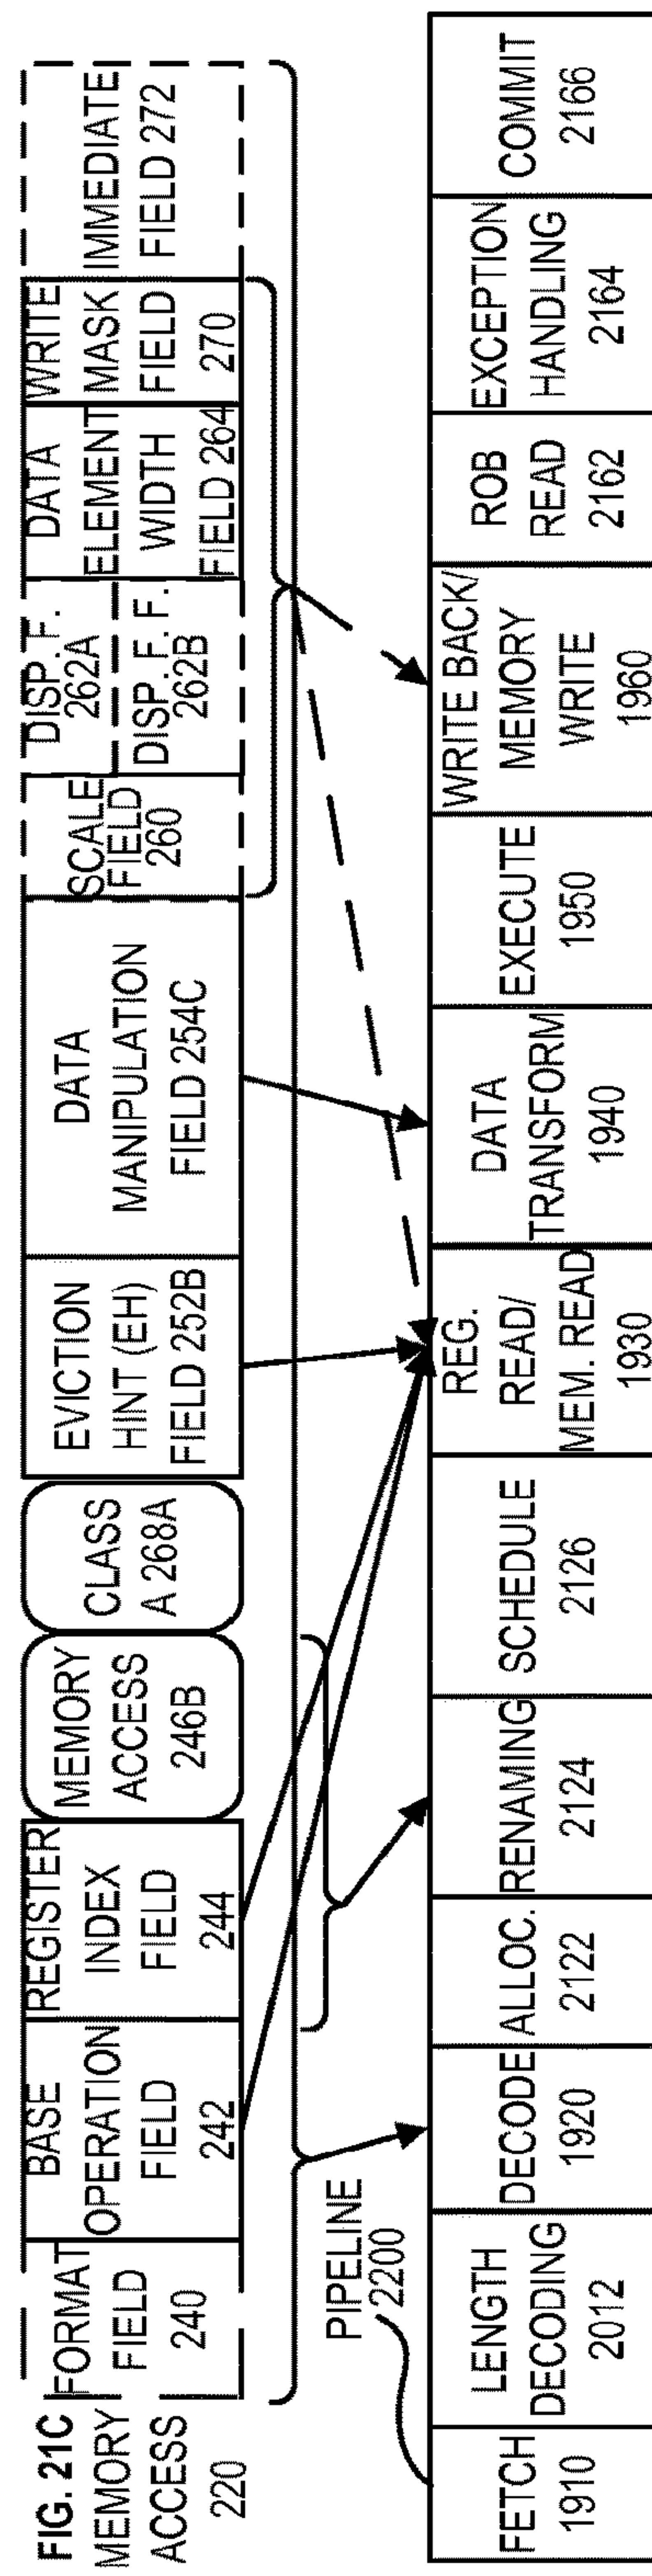 FIG. 21C
MEMORY
ACCESS
220
FORMAT
FIELD
240
BASE
OPERATION
FIELD
242
REGISTER
INDEX
FIELD
244
MEMORY
ACCESS
246B
CLASS
A 268A
EVICTION
HINT (EH)
FIELD 252B
DATA
MANIPULATION
FIELD 254C
SCALE
FIELD
260
DISP. F.
262A
DISP. F. F.
262B
DATA
ELEMENT
WIDTH
FIELD 264
WRITE
MASK
FIELD
270
IMMEDIATE
FIELD 272
PIPELINE
2200
FETCH
1910
LENGTH
DECODING
2012
DECODE
1920
ALLOC.
2122
RENAMING
2124
SCHEDULE
2126
REG.
READ/
MEM. READ
1930
DATA
TRANSFORM
1940
EXECUTE
1950
WRITE BACK/
MEMORY
WRITE
1960
ROB
READ
2162
EXCEPTION
HANDLING
2164
COMMIT
2166